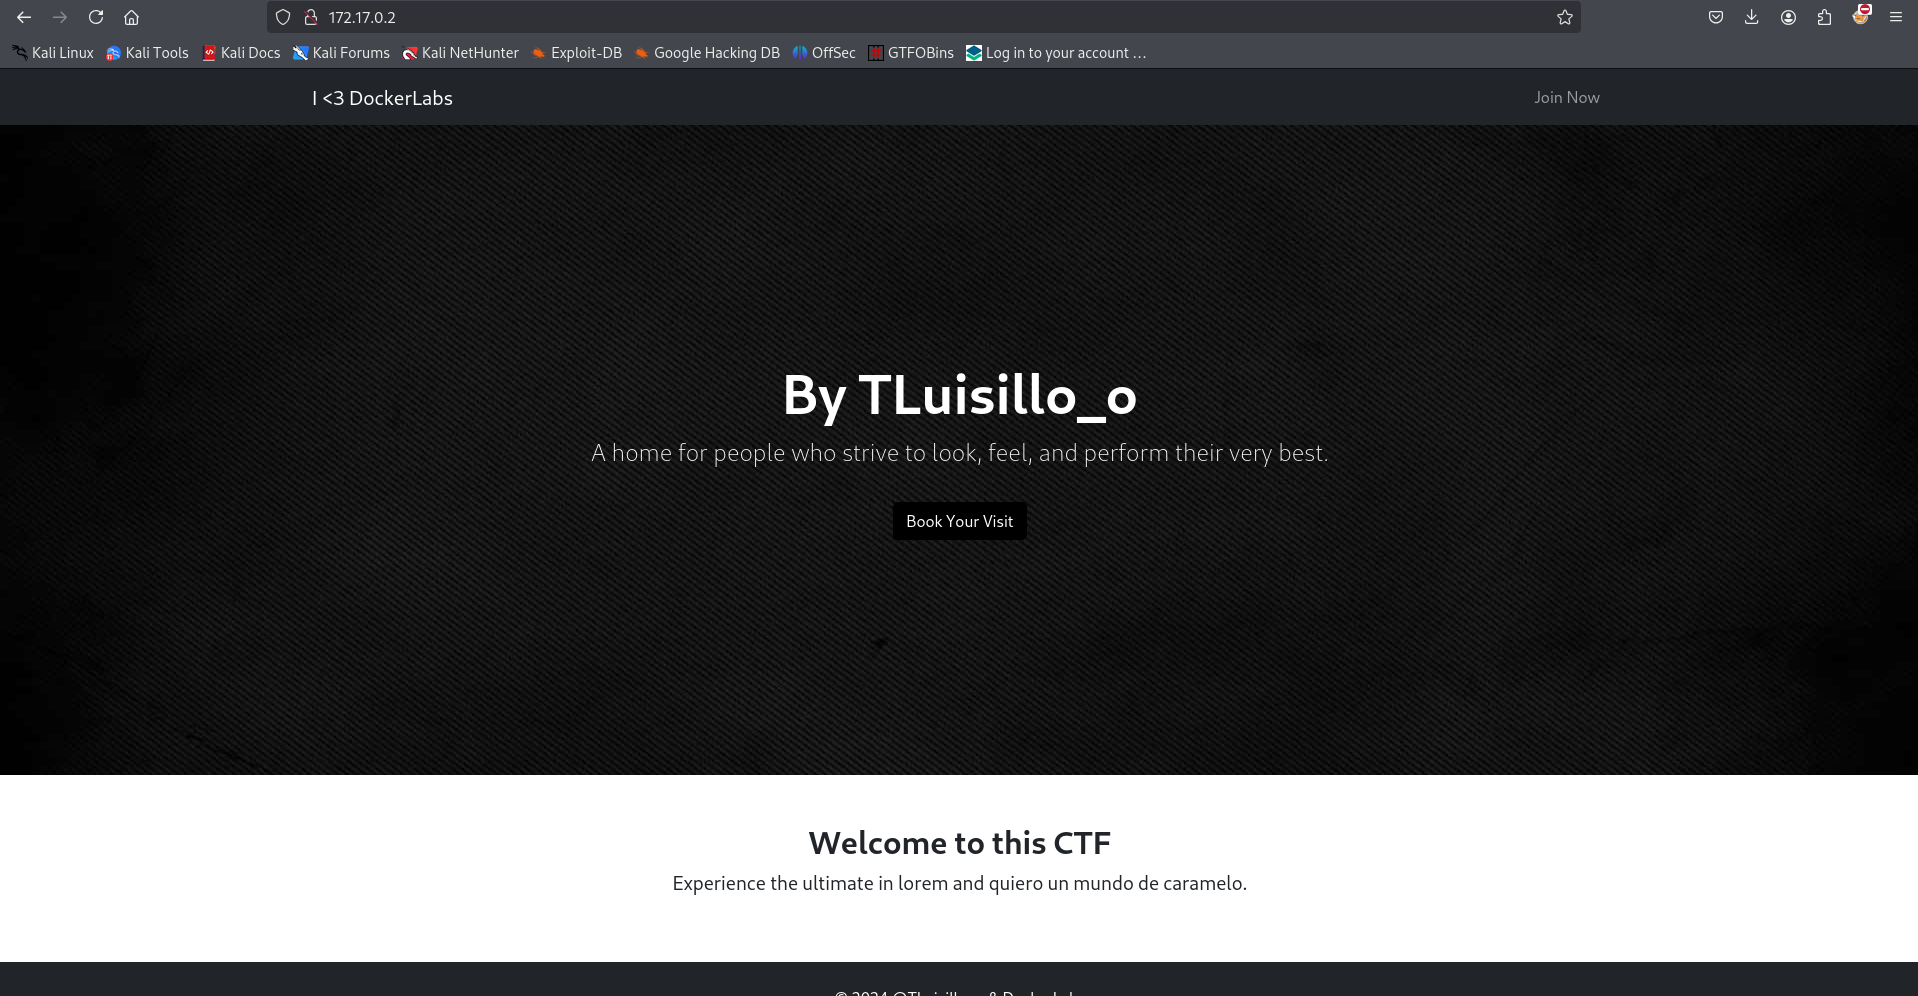 172.17.0.2
Kali Linux Kali Tools Kali Docs Kali Forums Kali NetHunter Exploit-DB Google Hacking DB OffSec GTFOBins Log in to your account …
I <3 DockerLabs Join Now
By TLuisillo_o
A home for people who strive to look, feel, and perform their very best.
Book Your Visit
Welcome to this CTF
Experience the ultimate in lorem and quiero un mundo de caramelo.
© 2024